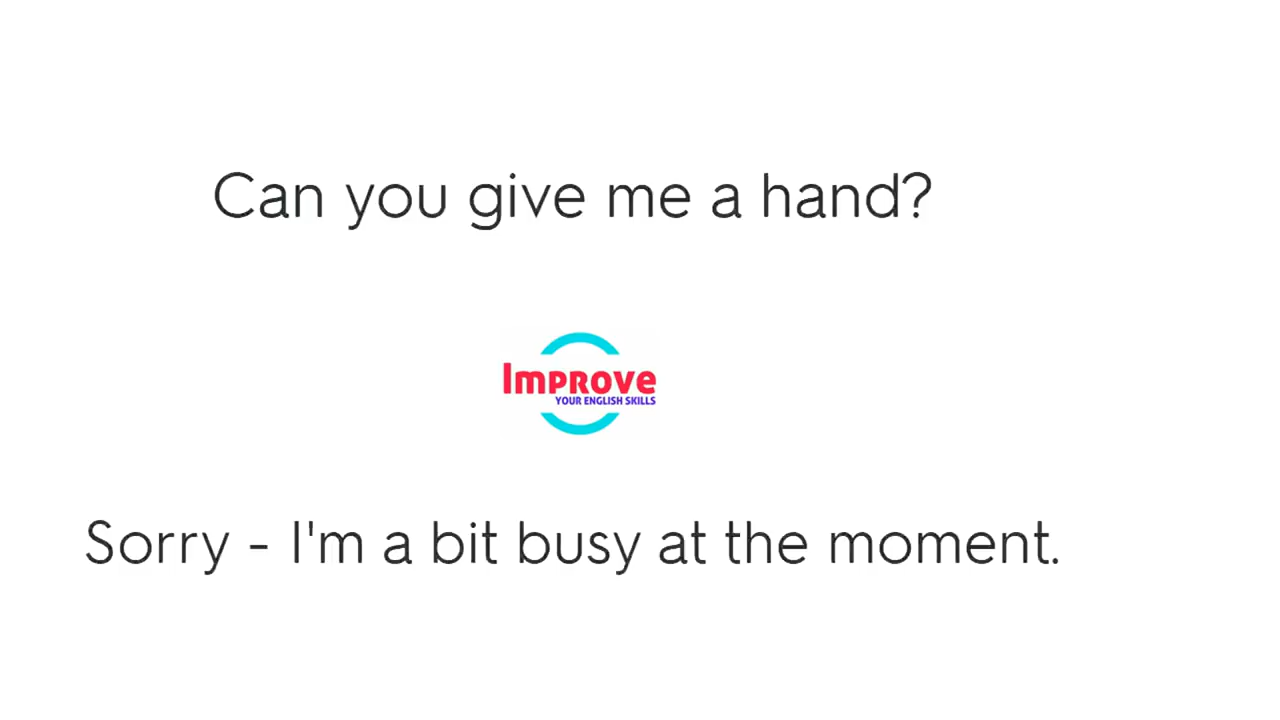 Can you give me a hand?
Improve
YOUR ENGLISH SKILLS
Sorry - I'm a bit busy at the moment.